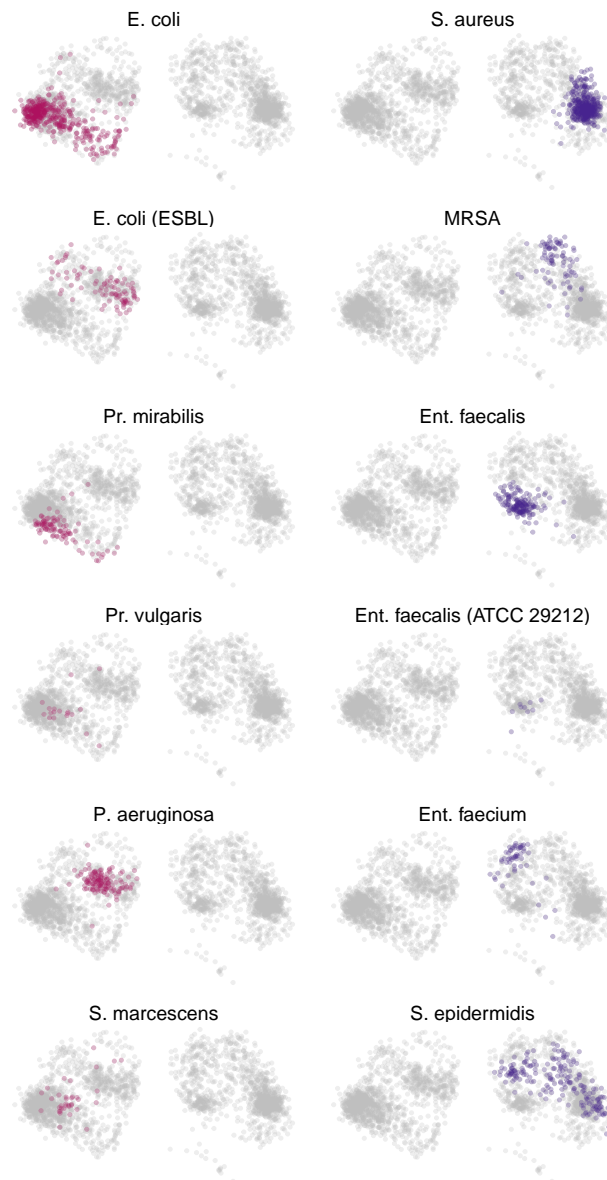 E. coli
S. aureus
E. coli (ESBL)
MRSA
Pr. mirabilis
Ent. faecalis
Pr. vulgaris
Ent. faecalis (ATCC 29212)
P. aeruginosa
Ent. faecium
S. marcescens
S. epidermidis